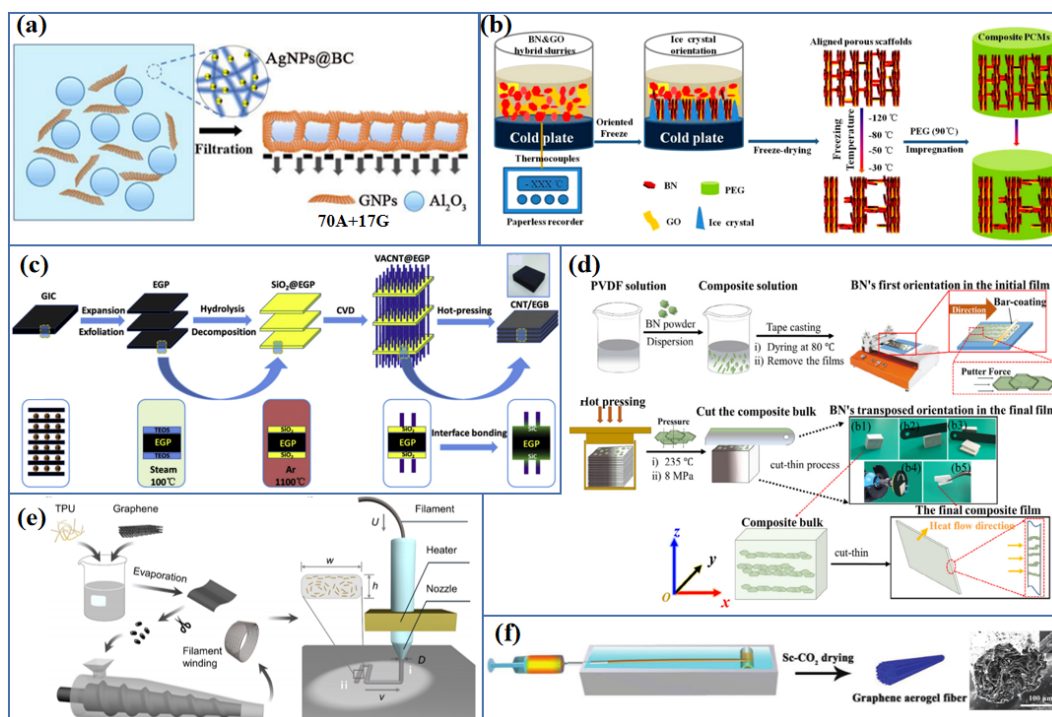 (a)
AgNPs@BC
Filtration
GNPs
Al2O3
70A+17G
(b)
BN&GO
hybrid slurries
Ice crystal
orientation
Aligned porous scaffolds
Composite PCMs
Cold plate
Oriented
Freeze
Cold plate
Freeze-drying
Freezing
Temperature
-120 ℃
-80 ℃
-50 ℃
-30 ℃
PEG (90℃)
Impregnation
Thermocouples
- XXX ℃
Paperless recorder
BN
PEG
GO
Ice crystal
(c)
GIC
Expansion
Exfoliation
EGP
Hydrolysis
Decomposition
SiO2@EGP
CVD
VACNT@EGP
Hot-pressing
CNT/EGB
TEOS
EGP
TEOS
Steam
100℃
SiO2
EGP
SiO2
Ar
1100℃
SiO2
EGP
SiO2
Interface bonding
SiC
EGP
SiC
(d)
PVDF solution
BN powder
Dispersion
Composite solution
Tape casting
i) Dyring at 80 ℃
ii) Remove the films
BN's first orientation in the initial film
Direction
Bar-coating
Putter Force
Hot pressing
Pressure
i) 235 ℃
ii) 8 MPa
Cut the composite bulk
cut-thin process
BN's transposed orientation in the final film
(b1)
(b2)
(b3)
(b4)
(b5)
Composite bulk
cut-thin
The final composite film
Heat flow direction
z
y
x
O
(e)
TPU
Graphene
Evaporation
Filament
winding
U
Filament
Heater
Nozzle
w
h
D
i
ii
v
(f)
Sc-CO2 drying
Graphene aerogel fiber
100 μm